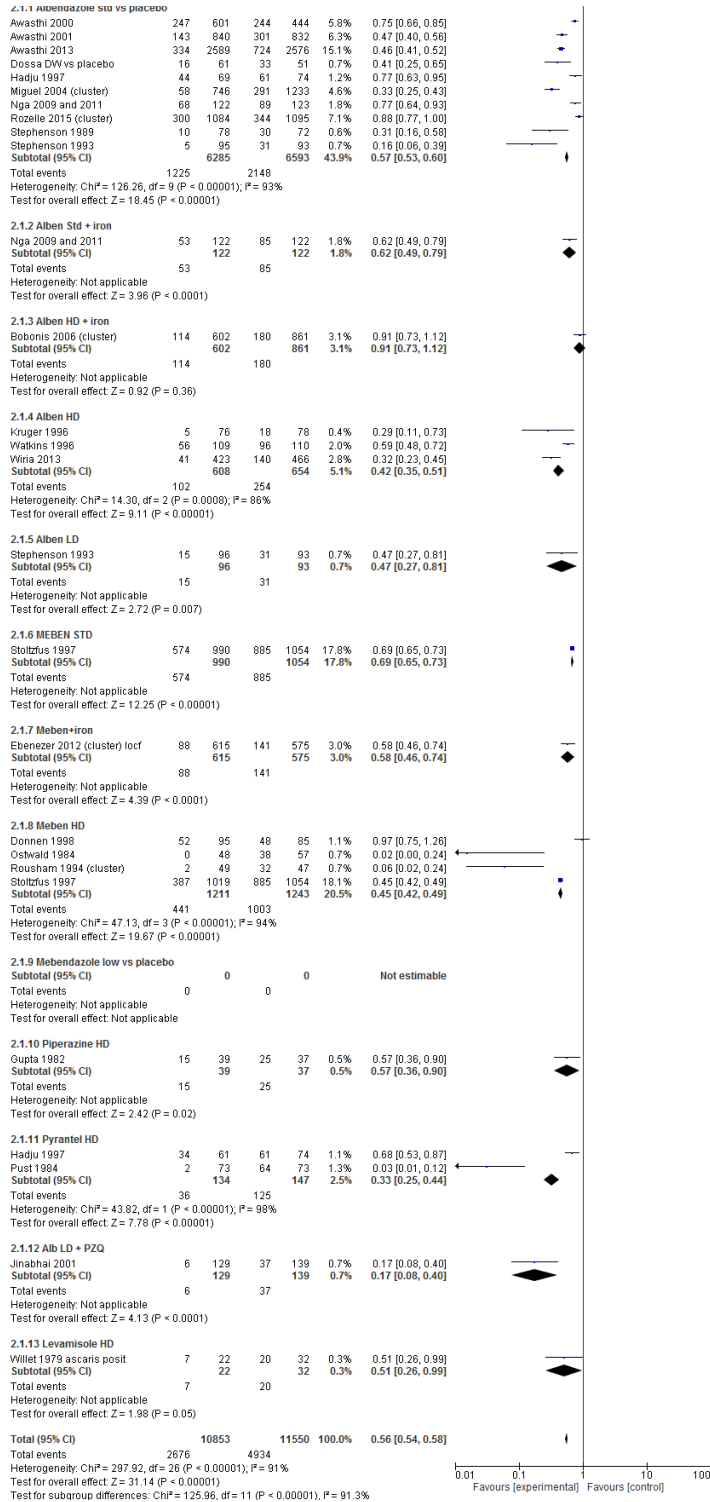 2.1.1 Albendazole std vs placebo
Awasthi 2000 247 601 244 444 5.8% 0.75 [0.66, 0.85]
Awasthi 2001 143 840 301 832 6.3% 0.47 [0.40, 0.56]
Awasthi 2013 334 2589 724 2576 15.1% 0.46 [0.41, 0.52]
Dossa DW vs placebo 16 61 33 51 0.7% 0.41 [0.25, 0.65]
Hadju 1997 44 69 61 74 1.2% 0.77 [0.63, 0.95]
Miguel 2004 (cluster) 58 746 291 1233 4.6% 0.33 [0.25, 0.43]
Nga 2009 and 2011 68 122 89 123 1.8% 0.77 [0.64, 0.93]
Rozelle 2015 (cluster) 300 1084 344 1095 7.1% 0.88 [0.77, 1.00]
Stephenson 1989 10 78 30 72 0.6% 0.31 [0.16, 0.58]
Stephenson 1993 5 95 31 93 0.7% 0.16 [0.06, 0.39]
Subtotal (95% CI) 6285 6593 43.9% 0.57 [0.53, 0.60]
Total events 1225 2148
Heterogeneity: Chi² = 126.26, df = 9 (P < 0.00001); I² = 93%
Test for overall effect: Z = 18.45 (P < 0.00001)
2.1.2 Alben Std + iron
Nga 2009 and 2011 53 122 85 122 1.8% 0.62 [0.49, 0.79]
Subtotal (95% CI) 122 122 1.8% 0.62 [0.49, 0.79]
Total events 53 85
Heterogeneity: Not applicable
Test for overall effect: Z = 3.96 (P < 0.0001)
2.1.3 Alben HD + iron
Bobonis 2006 (cluster) 114 602 180 861 3.1% 0.91 [0.73, 1.12]
Subtotal (95% CI) 602 861 3.1% 0.91 [0.73, 1.12]
Total events 114 180
Heterogeneity: Not applicable
Test for overall effect: Z = 0.92 (P = 0.36)
2.1.4 Alben HD
Kruger 1996 5 76 18 78 0.4% 0.29 [0.11, 0.73]
Watkins 1996 56 109 96 110 2.0% 0.59 [0.48, 0.72]
Wiria 2013 41 423 140 466 2.8% 0.32 [0.23, 0.45]
Subtotal (95% CI) 608 654 5.1% 0.42 [0.35, 0.51]
Total events 102 254
Heterogeneity: Chi² = 14.30, df = 2 (P = 0.0008); I² = 86%
Test for overall effect: Z = 9.11 (P < 0.00001)
2.1.5 Alben LD
Stephenson 1993 15 96 31 93 0.7% 0.47 [0.27, 0.81]
Subtotal (95% CI) 96 93 0.7% 0.47 [0.27, 0.81]
Total events 15 31
Heterogeneity: Not applicable
Test for overall effect: Z = 2.72 (P = 0.007)
2.1.6 MEBEN STD
Stoltzfus 1997 574 990 885 1054 17.8% 0.69 [0.65, 0.73]
Subtotal (95% CI) 990 1054 17.8% 0.69 [0.65, 0.73]
Total events 574 885
Heterogeneity: Not applicable
Test for overall effect: Z = 12.25 (P < 0.00001)
2.1.7 Meben+iron
Ebenezer 2012 (cluster) locf 88 615 141 575 3.0% 0.58 [0.46, 0.74]
Subtotal (95% CI) 615 575 3.0% 0.58 [0.46, 0.74]
Total events 88 141
Heterogeneity: Not applicable
Test for overall effect: Z = 4.39 (P < 0.0001)
2.1.8 Meben HD
Donnen 1998 52 95 48 85 1.1% 0.97 [0.75, 1.26]
Ostwald 1984 0 48 38 57 0.7% 0.02 [0.00, 0.24]
Rousham 1994 (cluster) 2 49 32 47 0.7% 0.06 [0.02, 0.24]
Stoltzfus 1997 387 1019 885 1054 18.1% 0.45 [0.42, 0.49]
Subtotal (95% CI) 1211 1243 20.5% 0.45 [0.42, 0.49]
Total events 441 1003
Heterogeneity: Chi² = 47.13, df = 3 (P < 0.00001); I² = 94%
Test for overall effect: Z = 19.67 (P < 0.00001)
2.1.9 Mebendazole low vs placebo
Subtotal (95% CI) 0 0 Not estimable
Total events 0 0
Heterogeneity: Not applicable
Test for overall effect: Not applicable
2.1.10 Piperazine HD
Gupta 1982 15 39 25 37 0.5% 0.57 [0.36, 0.90]
Subtotal (95% CI) 39 37 0.5% 0.57 [0.36, 0.90]
Total events 15 25
Heterogeneity: Not applicable
Test for overall effect: Z = 2.42 (P = 0.02)
2.1.11 Pyrantel HD
Hadju 1997 34 61 61 74 1.1% 0.68 [0.53, 0.87]
Pust 1984 2 73 64 73 1.3% 0.03 [0.01, 0.12]
Subtotal (95% CI) 134 147 2.5% 0.33 [0.25, 0.44]
Total events 36 125
Heterogeneity: Chi² = 43.82, df = 1 (P < 0.00001); I² = 98%
Test for overall effect: Z = 7.78 (P < 0.00001)
2.1.12 Alb LD + PZQ
Jinabhai 2001 6 129 37 139 0.7% 0.17 [0.08, 0.40]
Subtotal (95% CI) 129 139 0.7% 0.17 [0.08, 0.40]
Total events 6 37
Heterogeneity: Not applicable
Test for overall effect: Z = 4.13 (P < 0.0001)
2.1.13 Levamisole HD
Willet 1979 ascaris posit 7 22 20 32 0.3% 0.51 [0.26, 0.99]
Subtotal (95% CI) 22 32 0.3% 0.51 [0.26, 0.99]
Total events 7 20
Heterogeneity: Not applicable
Test for overall effect: Z = 1.98 (P = 0.05)
Total (95% CI) 10853 11550 100.0% 0.56 [0.54, 0.58]
Total events 2676 4934
Heterogeneity: Chi² = 297.92, df = 26 (P < 0.00001); I² = 91%
Test for overall effect: Z = 31.14 (P < 0.00001)
Test for subgroup differences: Chi² = 125.96, df = 11 (P < 0.00001), I² = 91.3%
0.01 0.1 1 10 100
Favours [experimental] Favours [control]